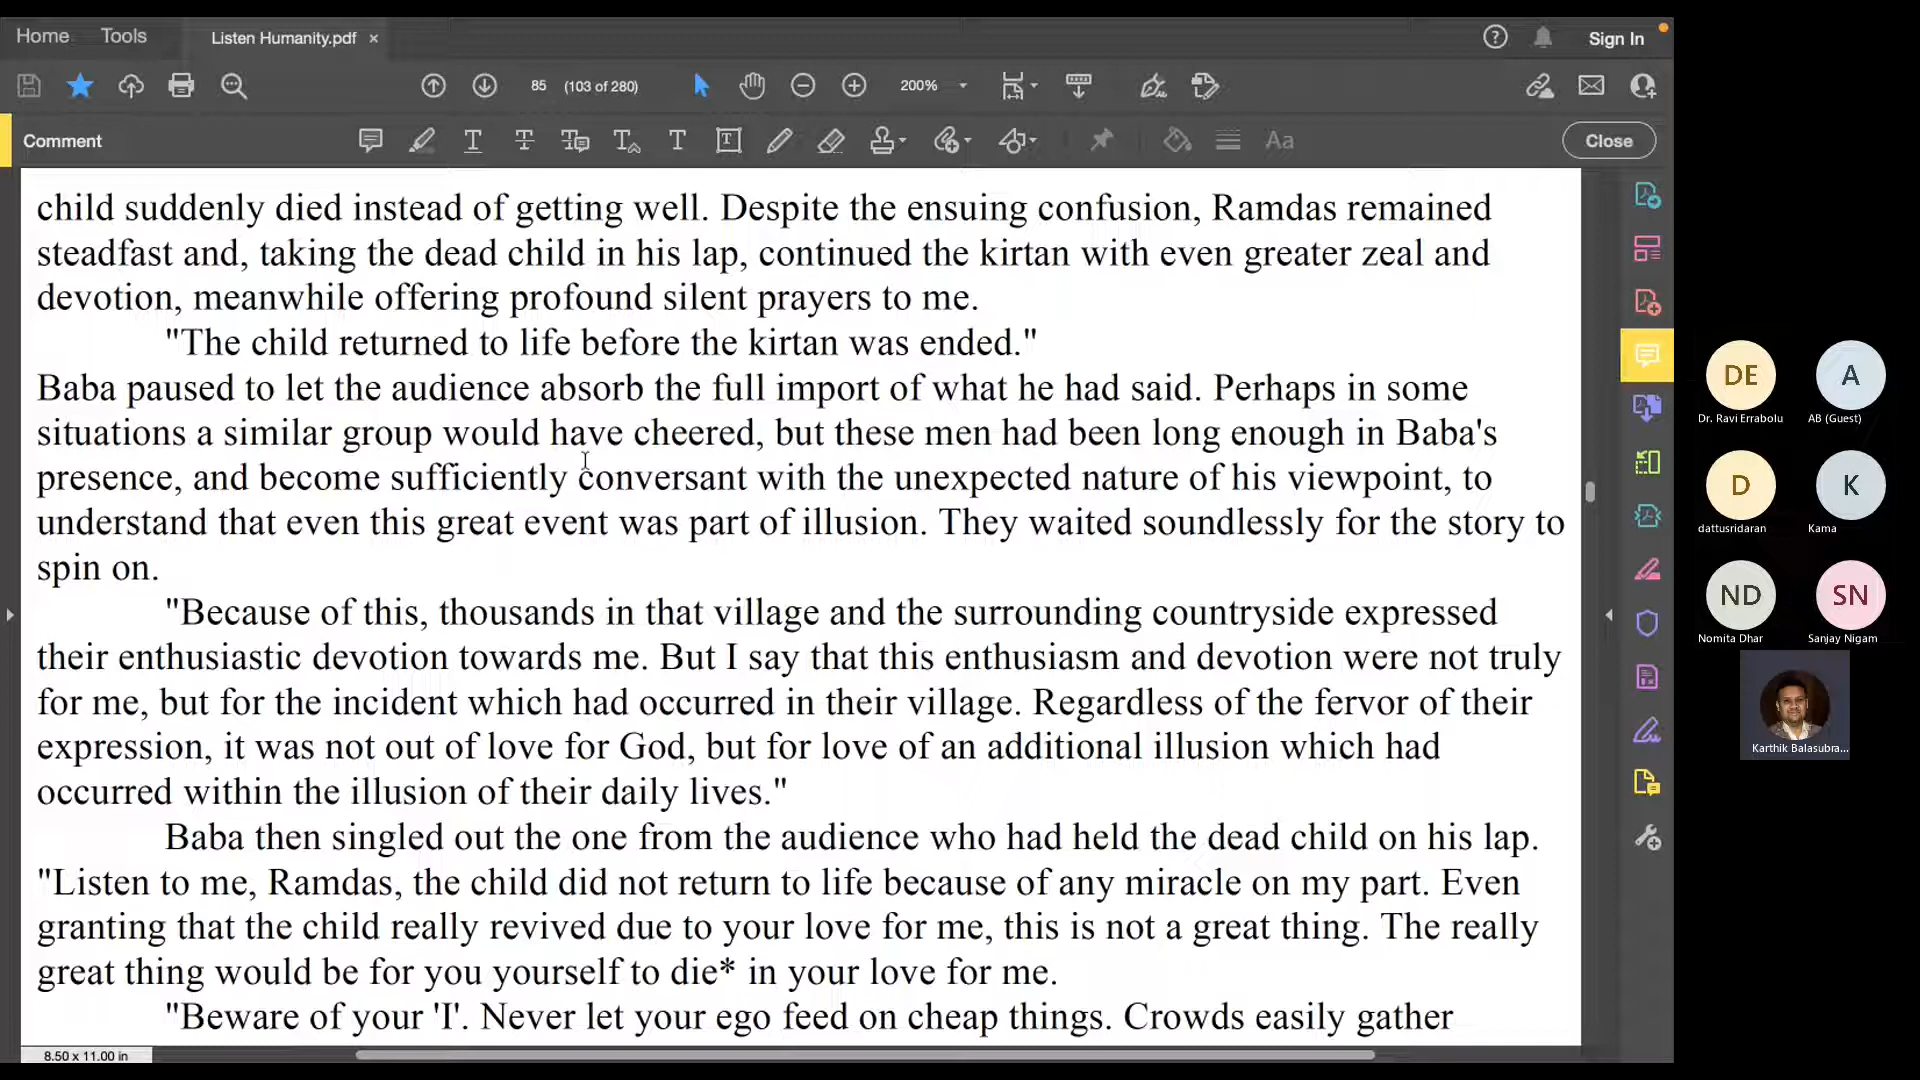 Home Tools Listen Humanity.pdf × Sign In
85 (103 of 280) 200%
Comment Close
child suddenly died instead of getting well. Despite the ensuing confusion, Ramdas remained
steadfast and, taking the dead child in his lap, continued the kirtan with even greater zeal and
devotion, meanwhile offering profound silent prayers to me.
"The child returned to life before the kirtan was ended."
Baba paused to let the audience absorb the full import of what he had said. Perhaps in some
situations a similar group would have cheered, but these men had been long enough in Baba's
presence, and become sufficiently conversant with the unexpected nature of his viewpoint, to
understand that even this great event was part of illusion. They waited soundlessly for the story to
spin on.
"Because of this, thousands in that village and the surrounding countryside expressed
their enthusiastic devotion towards me. But I say that this enthusiasm and devotion were not truly
for me, but for the incident which had occurred in their village. Regardless of the fervor of their
expression, it was not out of love for God, but for love of an additional illusion which had
occurred within the illusion of their daily lives."
Baba then singled out the one from the audience who had held the dead child on his lap.
"Listen to me, Ramdas, the child did not return to life because of any miracle on my part. Even
granting that the child really revived due to your love for me, this is not a great thing. The really
great thing would be for you yourself to die* in your love for me.
"Beware of your 'I'. Never let your ego feed on cheap things. Crowds easily gather
8.50 x 11.00 in
DE A
Dr. Ravi Errabolu AB (Guest)
D K
dattusridaran Kama
ND SN
Nomita Dhar Sanjay Nigam
Karthik Balasubra...